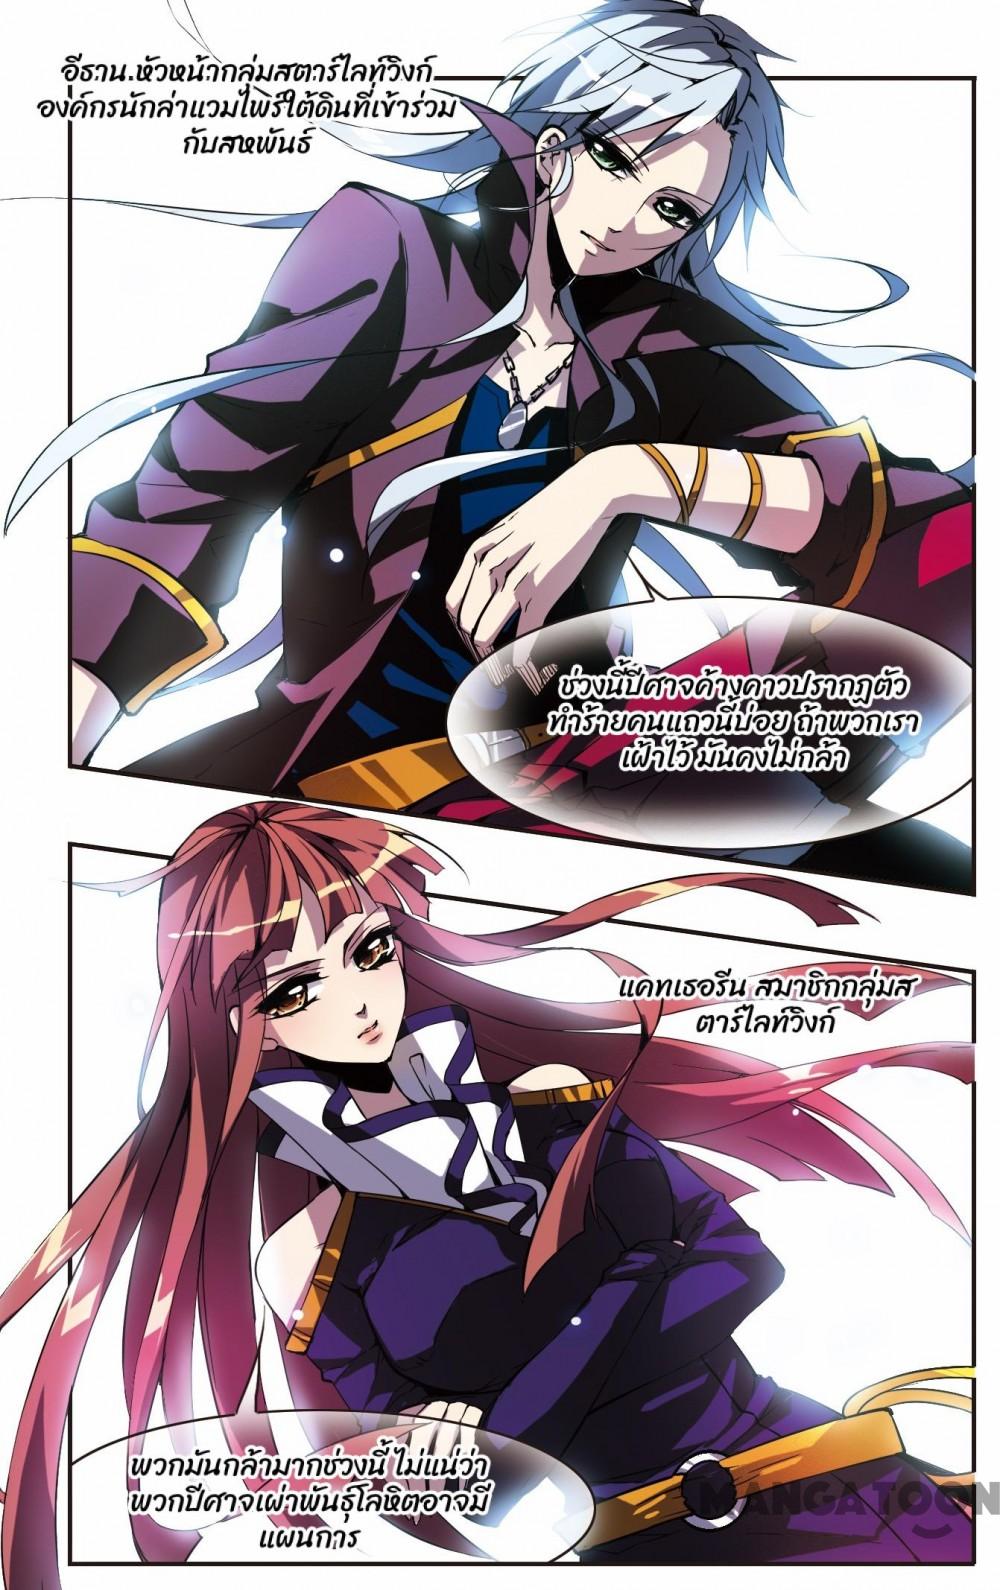 อีธาน.หัวหน้ากลุ่มสตาร์ไลท์วิงก์
องค์กรนักล่าแวมไพร์ใต้ดินที่เข้าร่วม
กับสหพันธ์
ช่วงนี้ปีศาจค้างคาวปรากฏตัว
ทำร้ายคนแถวนี้บ่อย ถ้าพวกเรา
เฝ้าไว้ มันคงไม่กล้า
แคทเธอรีน สมาชิกกลุ่มส
ตาร์ไลท์วิงก์
พวกมันกล้ามากช่วงนี้ ไม่แน่ว่า
พวกปีศาจเผ่าพันธุ์โลหิตอาจมี
แผนการ
MANGATOON